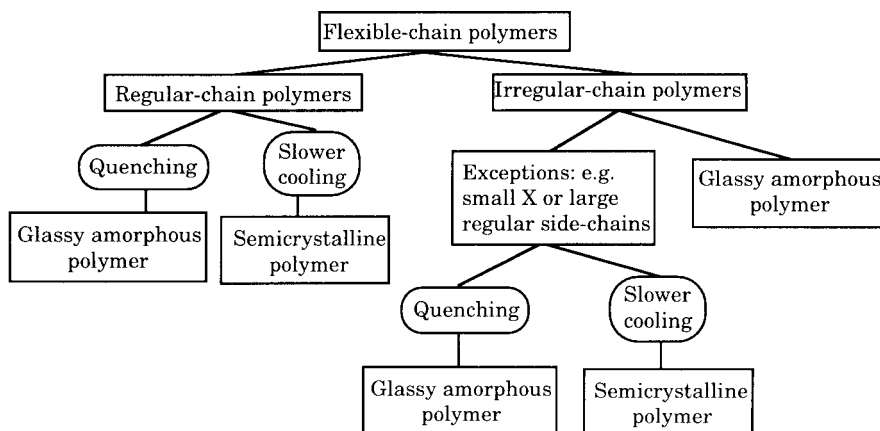 Flexible-chain polymers
Regular-chain polymers
Irregular-chain polymers
Quenching
Slower
cooling
Glassy amorphous
polymer
Semicrystalline
polymer
Exceptions: e.g.
small X or large
regular side-chains
Glassy amorphous
polymer
Quenching
Slower
cooling
Glassy amorphous
polymer
Semicrystalline
polymer